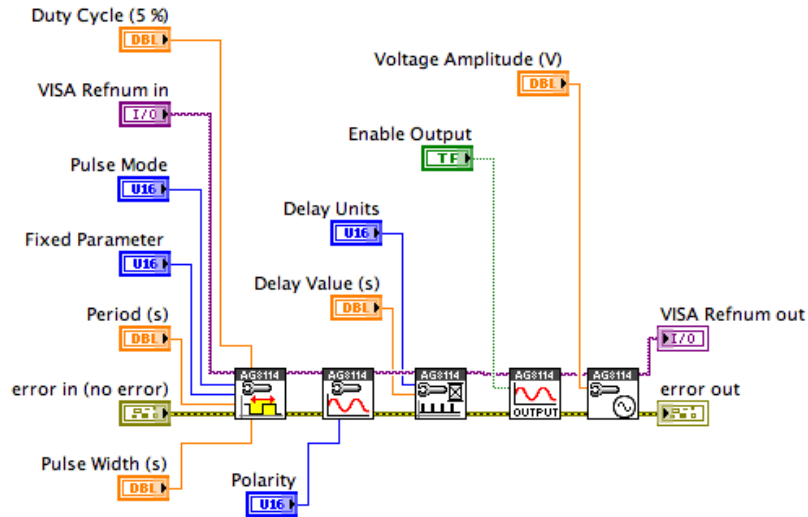 Duty Cycle (5 %)
DBL
Voltage Amplitude (V)
DBL
VISA Refnum in
I/O
Enable Output
TF
Pulse Mode
U16
Delay Units
U16
Fixed Parameter
U16
Delay Value (s)
DBL
Period (s)
DBL
VISA Refnum out
I/O
AG8114
AG8114
AG8114
AG8114
OUTPUT
AG8114
error in (no error)
error out
Pulse Width (s)
DBL
Polarity
U16